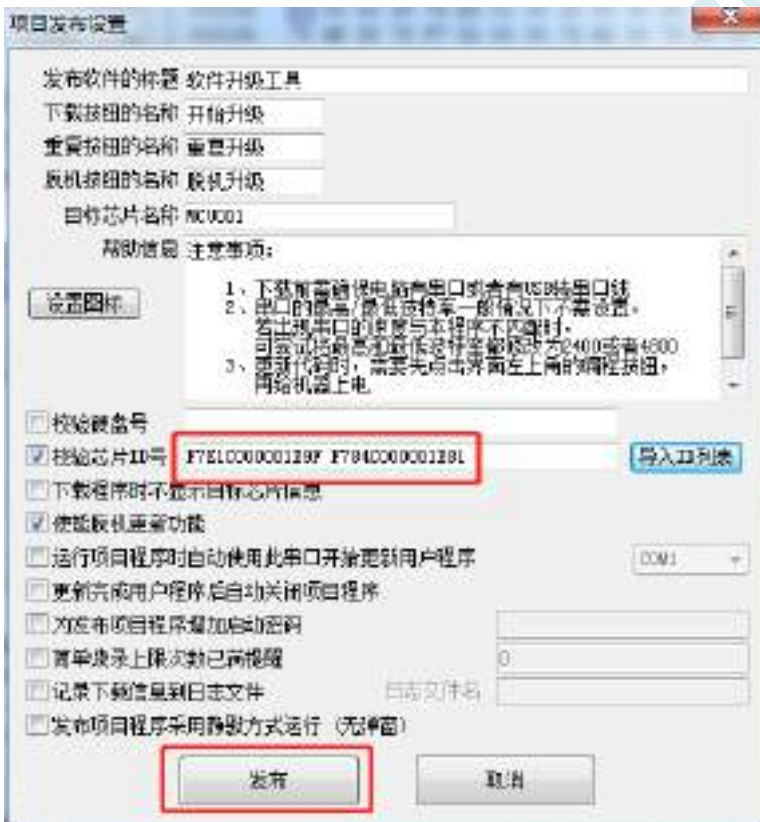 项目发布设置
发布软件的标题 软件升级工具
下载按钮的名称 开始升级
重复按钮的名称 重复升级
脱机按钮的名称 脱机升级
目标芯片名称 MCU001
帮助信息 注意事项:
设置图标
1、下载前需确保电脑有串口或者有USB转串口线
2、串口的最高/最低波特率一般情况下不需设置,
若出现串口的速度与本程序不匹配时,
可尝试将最高和最低波特率都修改为2400或者4800
3、更新代码时,需要先点击界面左上角的编程按钮,
再给机器上电
校验硬盘号
校验芯片ID号
导入ID列表
下载程序时不显示目标芯片信息
使能脱机更新功能
运行项目程序时自动使用此串口开始更新用户程序 COM1
更新完成用户程序后自动关闭项目程序
为发布项目程序增加启动密码
简单烧录上限次数已满提醒 0
记录下载信息到日志文件 日志文件名
发布项目程序采用静默方式运行 (无弹窗)
发布 取消